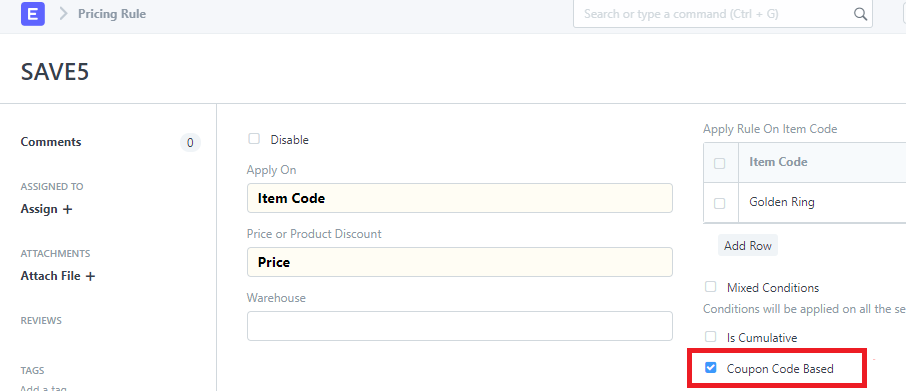 E
Pricing Rule
Search or type a command (Ctrl + G)
SAVE5
Comments
0
ASSIGNED TO
Assign +
ATTACHMENTS
Attach File +
REVIEWS
TAGS
Add a tag
Disable
Apply On
Item Code
Price or Product Discount
Price
Warehouse
Apply Rule On Item Code
Item Code
Golden Ring
Add Row
Mixed Conditions
Conditions will be applied on all the se
Is Cumulative
Coupon Code Based